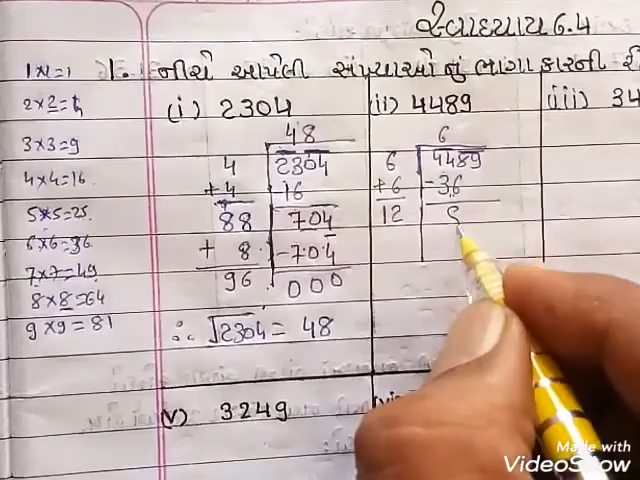 સ્વાધ્યાય 6.4
1. નીચે આપેલી સંખ્યાઓનું ભાગાકારની રી
(i) 2304 (ii) 4489 (iii) 34
1×1=1
2×2=4
3×3=9
4×4=16
5×5=25
6×6=36
7×7=49
8×8=64
9×9=81
48
4 2304
+4 16
88 704
+ 8 -704
96 000
∴ √2304 = 48
6
6 4489
+6 -36
12
(v) 3249
Made with
VideoShow